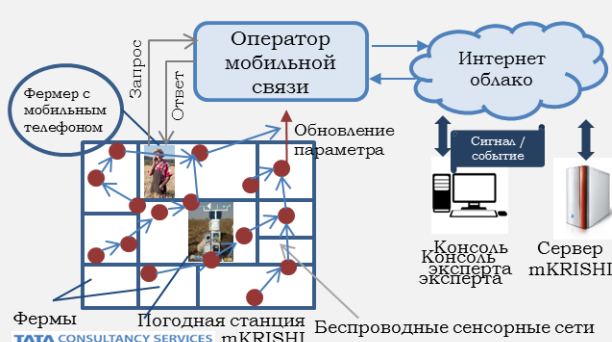 Оператор
мобильной
связи
Интернет
облако
Запрос
Ответ
Фермер с
мобильным
телефоном
Обновление
параметра
Сигнал /
событие
Консоль
эксперта
Консоль
эксперта
Сервер
mKRISHI
Фермы
Погодная станция
mKRISHI
Беспроводные сенсорные сети
TATA CONSULTANCY SERVICES